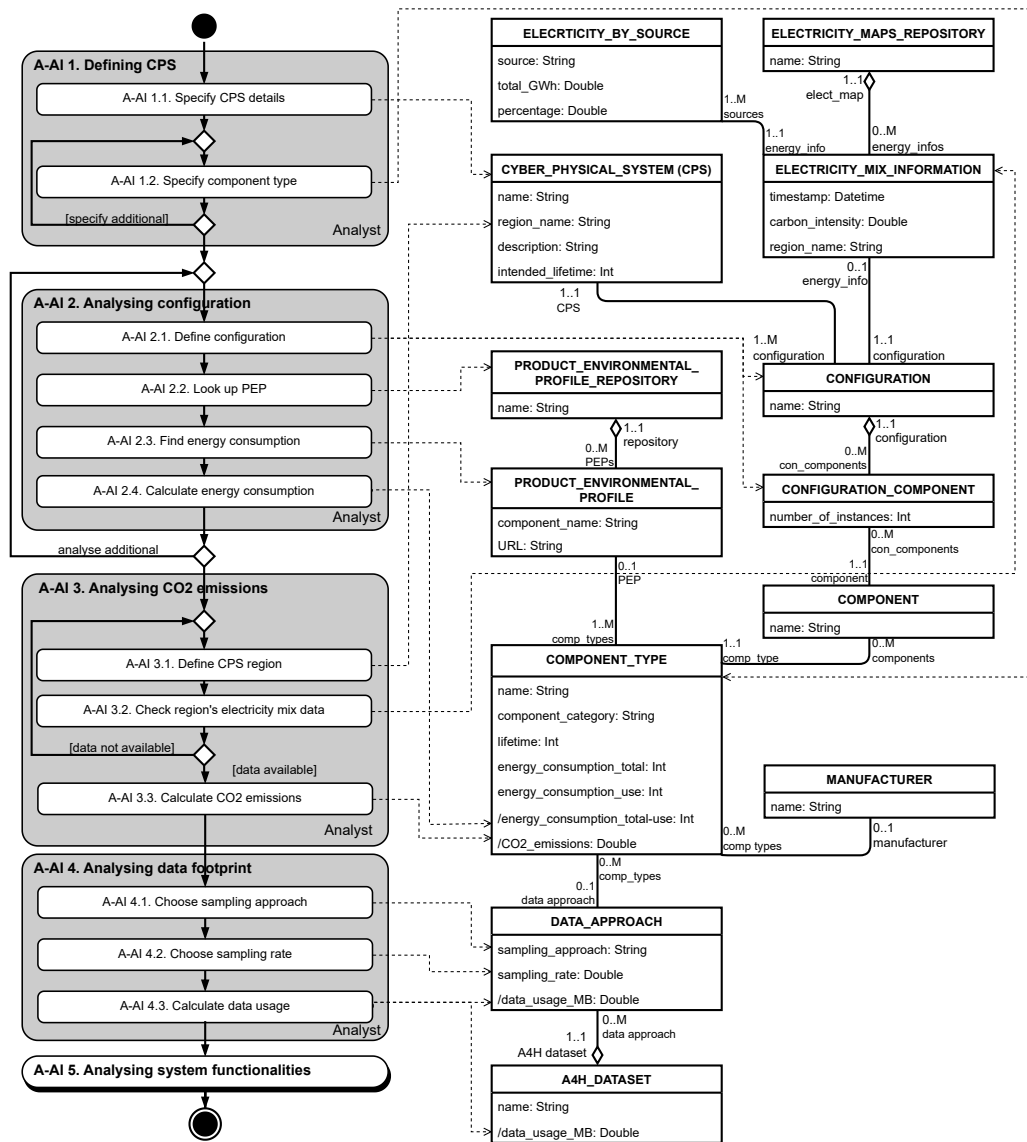 A-AI 1. Defining CPS
A-AI 1.1. Specify CPS details
A-AI 1.2. Specify component type
[specify additional]
Analyst
A-AI 2. Analysing configuration
A-AI 2.1. Define configuration
A-AI 2.2. Look up PEP
A-AI 2.3. Find energy consumption
A-AI 2.4. Calculate energy consumption
Analyst
analyse additional
A-AI 3. Analysing CO2 emissions
A-AI 3.1. Define CPS region
A-AI 3.2. Check region's electricity mix data
[data not available]
[data available]
A-AI 3.3. Calculate CO2 emissions
Analyst
A-AI 4. Analysing data footprint
A-AI 4.1. Choose sampling approach
A-AI 4.2. Choose sampling rate
A-AI 4.3. Calculate data usage
Analyst
A-AI 5. Analysing system functionalities
ELECRTICITY_BY_SOURCE
source: String
total_GWh: Double
percentage: Double
1..M
sources
1..1
energy_info
ELECTRICITY_MAPS_REPOSITORY
name: String
1..1
elect_map
0..M
energy_infos
CYBER_PHYSICAL_SYSTEM (CPS)
name: String
region_name: String
description: String
intended_lifetime: Int
1..1
CPS
ELECTRICITY_MIX_INFORMATION
timestamp: Datetime
carbon_intensity: Double
region_name: String
0..1
energy_info
1..M
configuration
1..1
configuration
PRODUCT_ENVIRONMENTAL_
PROFILE_REPOSITORY
name: String
1..1
repository
0..M
PEPs
CONFIGURATION
name: String
1..1
configuration
0..M
con_components
PRODUCT_ENVIRONMENTAL_
PROFILE
component_name: String
URL: String
0..1
PEP
1..M
comp_types
CONFIGURATION_COMPONENT
number_of_instances: Int
0..M
con_components
1..1
component
COMPONENT
name: String
0..M
components
1..1
comp_type
COMPONENT_TYPE
name: String
component_category: String
lifetime: Int
energy_consumption_total: Int
energy_consumption_use: Int
/energy_consumption_total-use: Int
/CO2_emissions: Double
MANUFACTURER
name: String
0..1
manufacturer
0..M
comp types
0..M
comp_types
0..1
data approach
DATA_APPROACH
sampling_approach: String
sampling_rate: Double
/data_usage_MB: Double
0..M
data approach
1..1
A4H dataset
A4H_DATASET
name: String
/data_usage_MB: Double